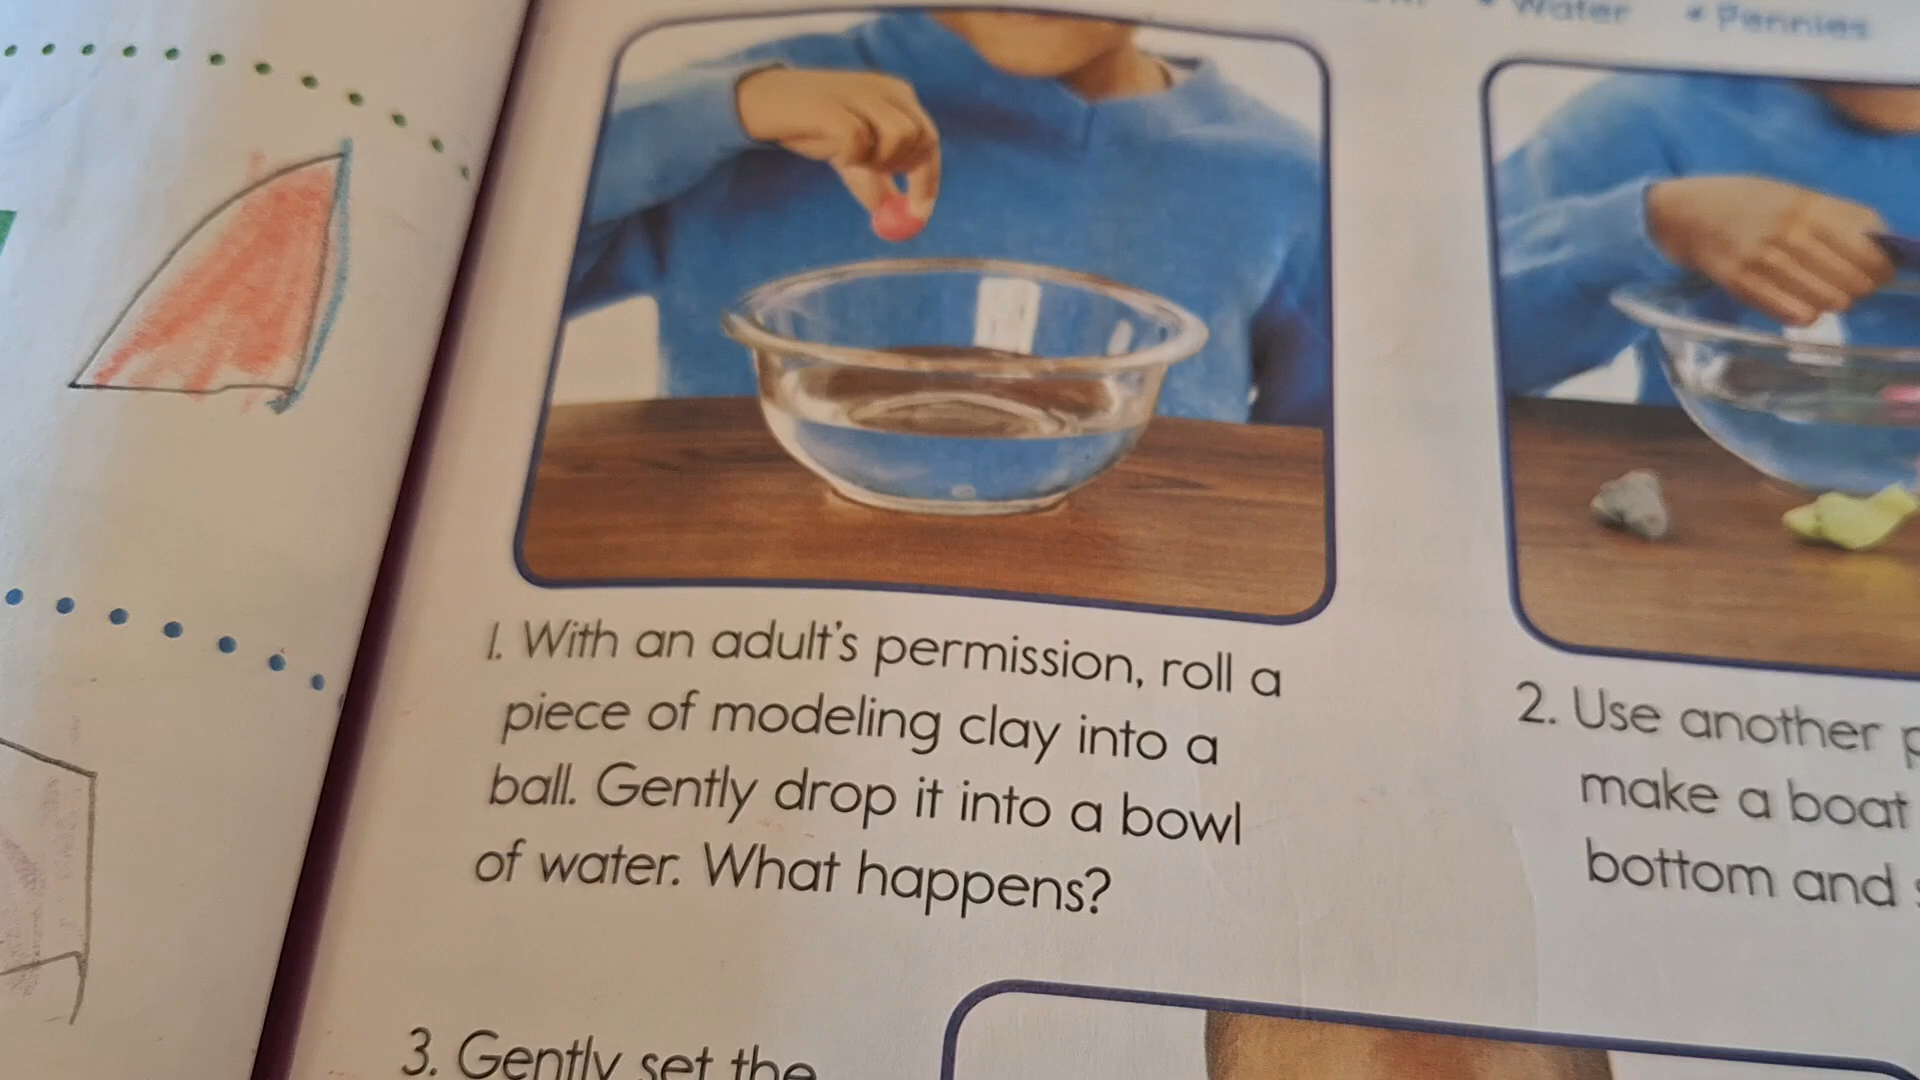 • Water • Pennies
1. With an adult's permission, roll a
piece of modeling clay into a
ball. Gently drop it into a bowl
of water. What happens?
2. Use another
make a boat
bottom and
3. Gently set the